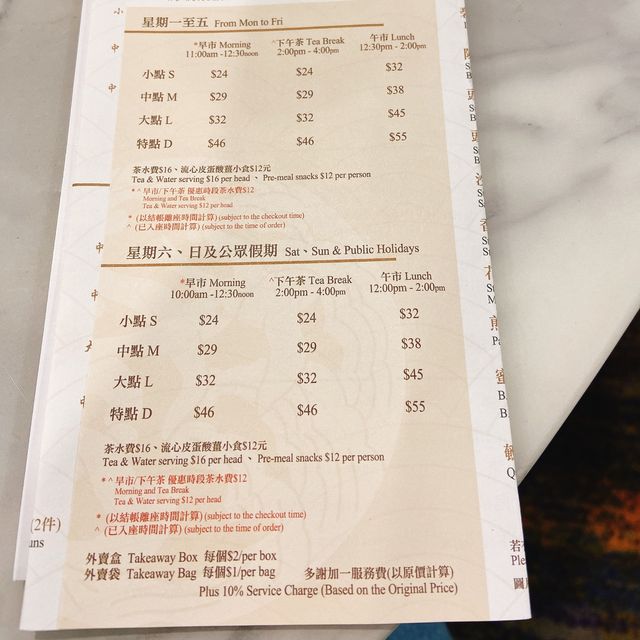 星期一至五 From Mon to Fri
*早市 Morning ^下午茶 Tea Break 午市 Lunch
11:00am -12:30noon 2:00pm - 4:00pm 12:30pm - 2:00pm
小點 S $24 $24 $32
中點 M $29 $29 $38
大點 L $32 $32 $45
特點 D $46 $46 $55
茶水費$16、流心皮蛋酸薑小食$12元
Tea & Water serving $16 per head 、 Pre-meal snacks $12 per person
* ^ 早市/下午茶 優惠時段茶水費$12
Morning and Tea Break
Tea & Water serving $12 per head
* (以結帳離座時間計算) (subject to the checkout time)
^ (已入座時間計算) (subject to the time of order)
星期六、日及公眾假期 Sat、Sun & Public Holidays
*早市 Morning ^下午茶 Tea Break 午市 Lunch
10:00am -12:30noon 2:00pm - 4:00pm 12:00pm - 2:00pm
小點 S $24 $24 $32
中點 M $29 $29 $38
大點 L $32 $32 $45
特點 D $46 $46 $55
茶水費$16、流心皮蛋酸薑小食$12元
Tea & Water serving $16 per head 、 Pre-meal snacks $12 per person
* ^ 早市/下午茶 優惠時段茶水費$12
Morning and Tea Break
Tea & Water serving $12 per head
* (以結帳離座時間計算) (subject to the checkout time)
^ (已入座時間計算) (subject to the time of order)
(2件)
外賣盒 Takeaway Box 每個$2/per box
外賣袋 Takeaway Bag 每個$1/per bag 多謝加一服務費(以原價計算)
Plus 10% Service Charge (Based on the Original Price)